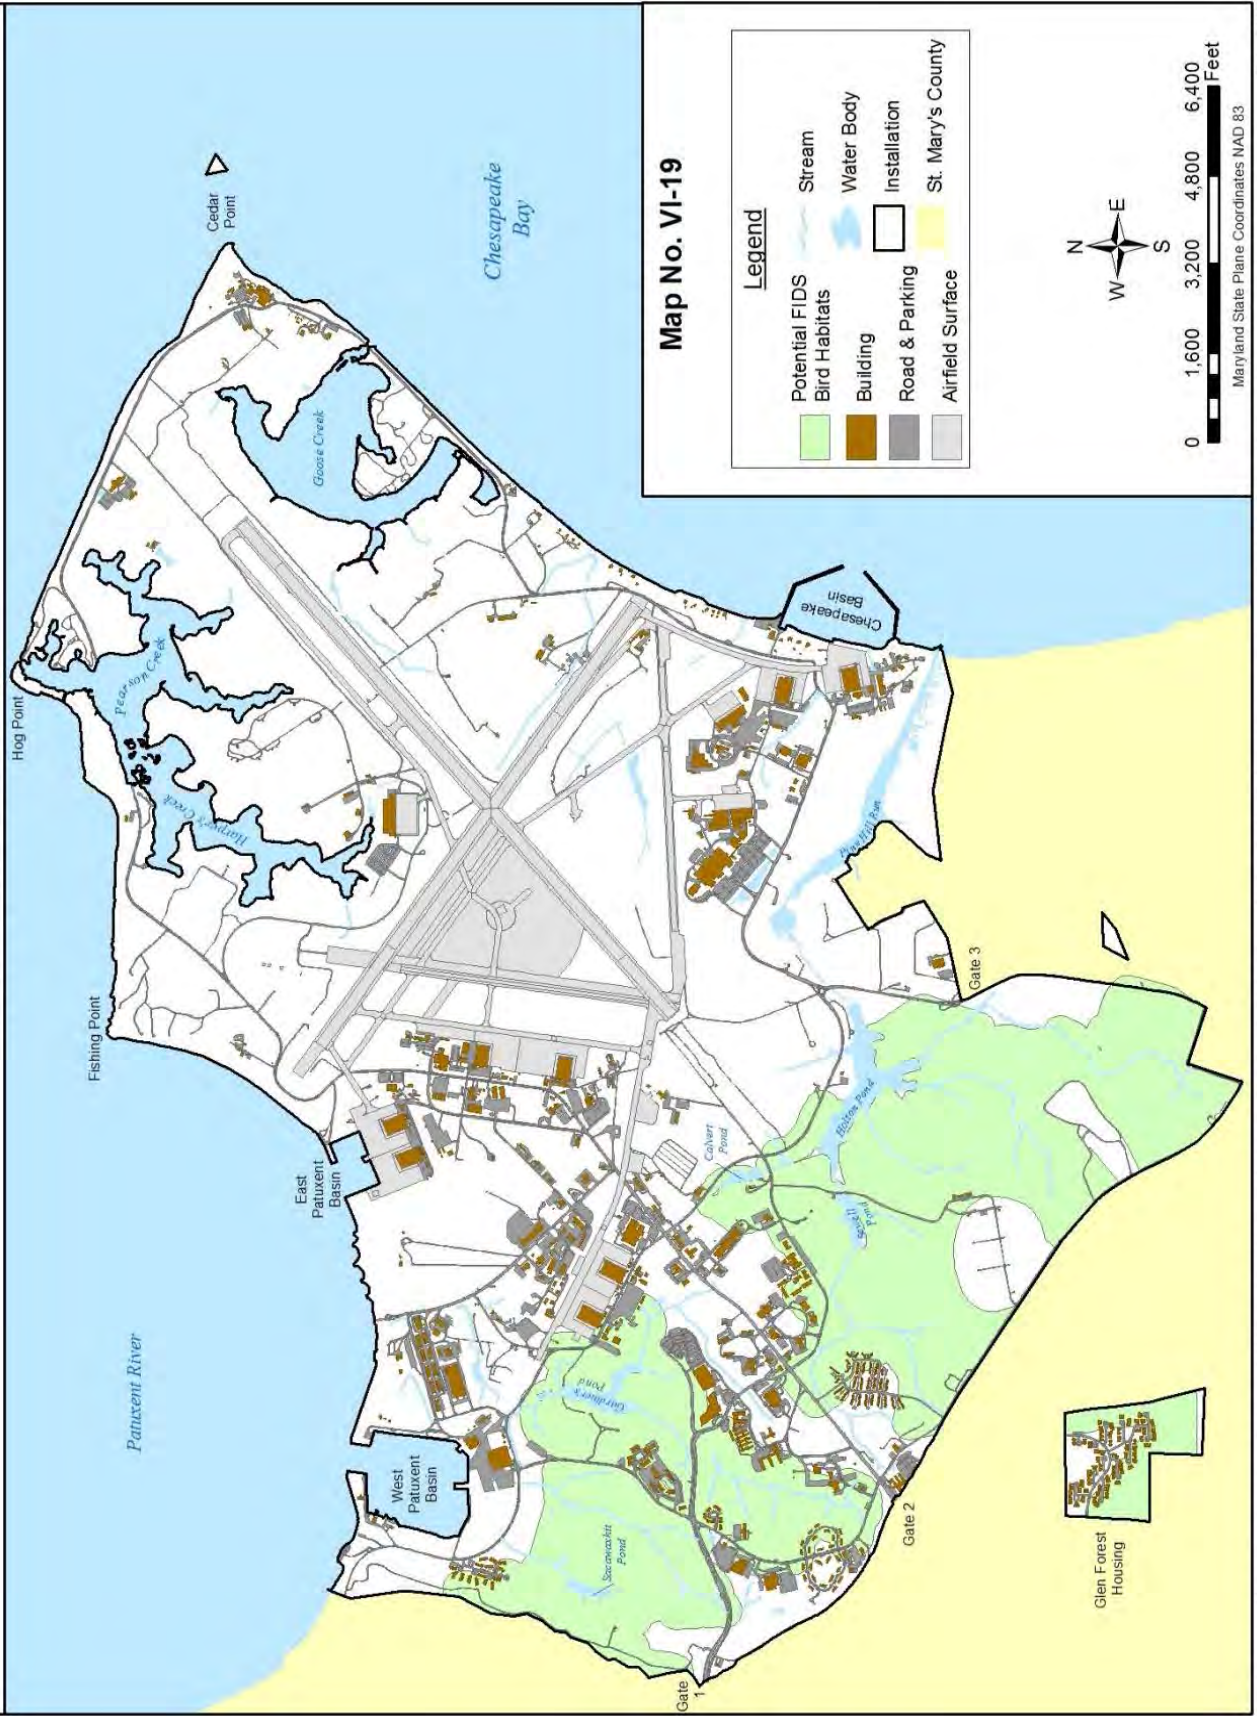 Hog Point
Cedar
Point
Pearson Creek
Goose Creek
Harper's Creek
Chesapeake
Bay
Fishing Point
East
Patuxent
Basin
Chesapeake
Basin
Patuxent River
West
Patuxent
Basin
Calvert
Pond
Pine Hill Run
Gate 3
Holton Pond
Sewall
Pond
Gardiner's
Pond
Sacawaxhit
Pond
Gate
1
Gate 2
Glen Forest
Housing
Map No. VI-19
Legend
Potential FIDS
Bird Habitats
Building
Road & Parking
Airfield Surface
Stream
Water Body
Installation
St. Mary's County
N
W
E
S
0 1,600 3,200 4,800 6,400
Feet
Maryland State Plane Coordinates NAD 83